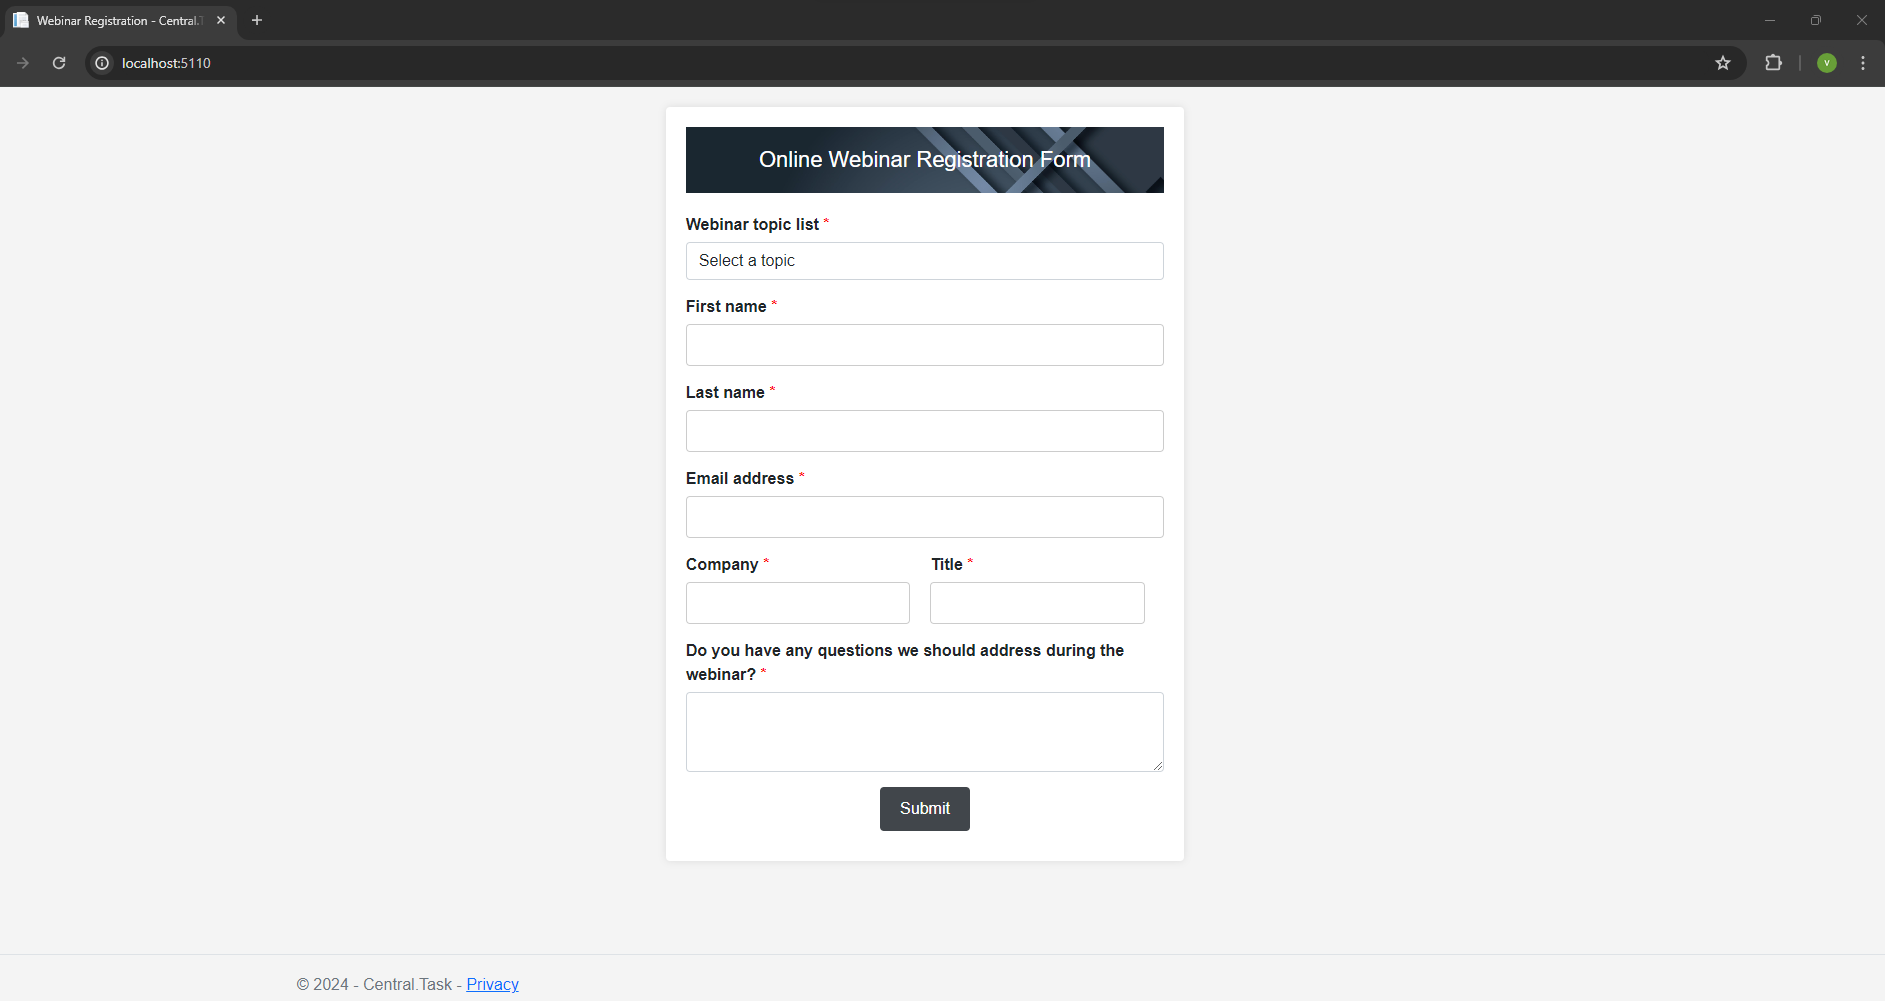 Webinar Registration - Central.T
localhost:5110
V
Online Webinar Registration Form
Webinar topic list *
Select a topic
First name *
Last name *
Email address *
Company * Title *
Do you have any questions we should address during the
webinar? *
Submit
© 2024 - Central.Task - Privacy